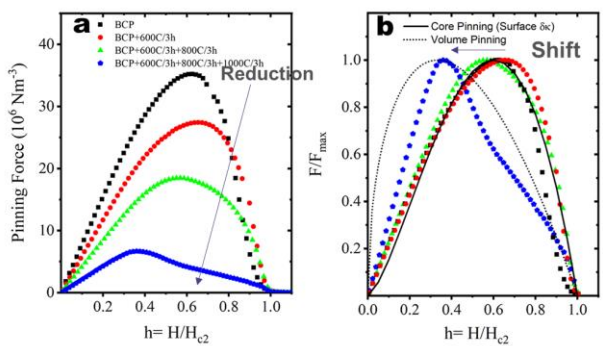 a
BCP
BCP+600C/3h
BCP+600C/3h+800C/3h
BCP+600C/3h+800C/3h+1000C/3h
Reduction
Pinning Force (10⁶ Nm⁻³)
40
30
20
10
0
0.2 0.4 0.6 0.8 1.0
h= H/Hc2
b
Core Pinning (Surface δκ)
Volume Pinning
Shift
F/Fmax
1.0
0.8
0.6
0.4
0.2
0.0 0.2 0.4 0.6 0.8 1.0
h= H/Hc2